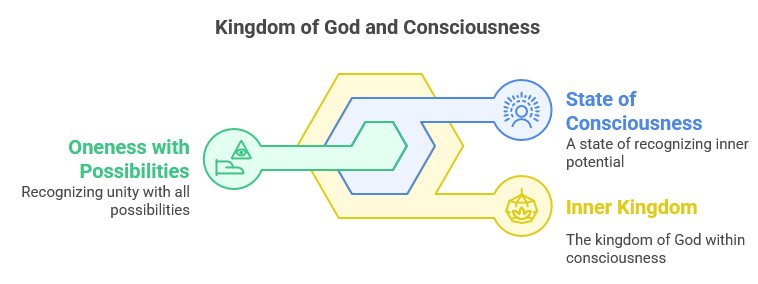 Kingdom of God and Consciousness
Oneness with
Possibilities
Recognizing unity with all
possibilities
State of
Consciousness
A state of recognizing inner
potential
Inner Kingdom
The kingdom of God within
consciousness